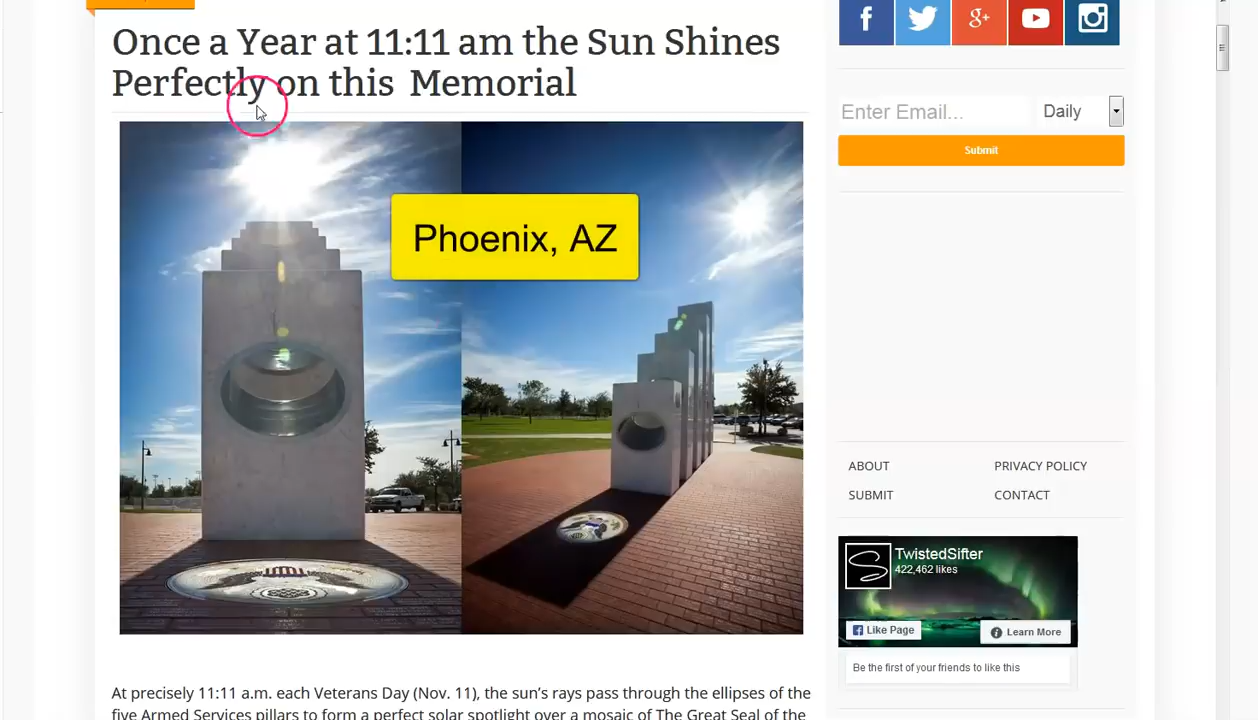 Once a Year at 11:11 am the Sun Shines
Perfectly on this Memorial
Phoenix, AZ
At precisely 11:11 a.m. each Veterans Day (Nov. 11), the sun's rays pass through the ellipses of the
five Armed Services pillars to form a perfect solar spotlight over a mosaic of The Great Seal of the
f
g+
Enter Email...
Daily
Submit
ABOUT
PRIVACY POLICY
SUBMIT
CONTACT
TwistedSifter
422,462 likes
Like Page
Learn More
Be the first of your friends to like this